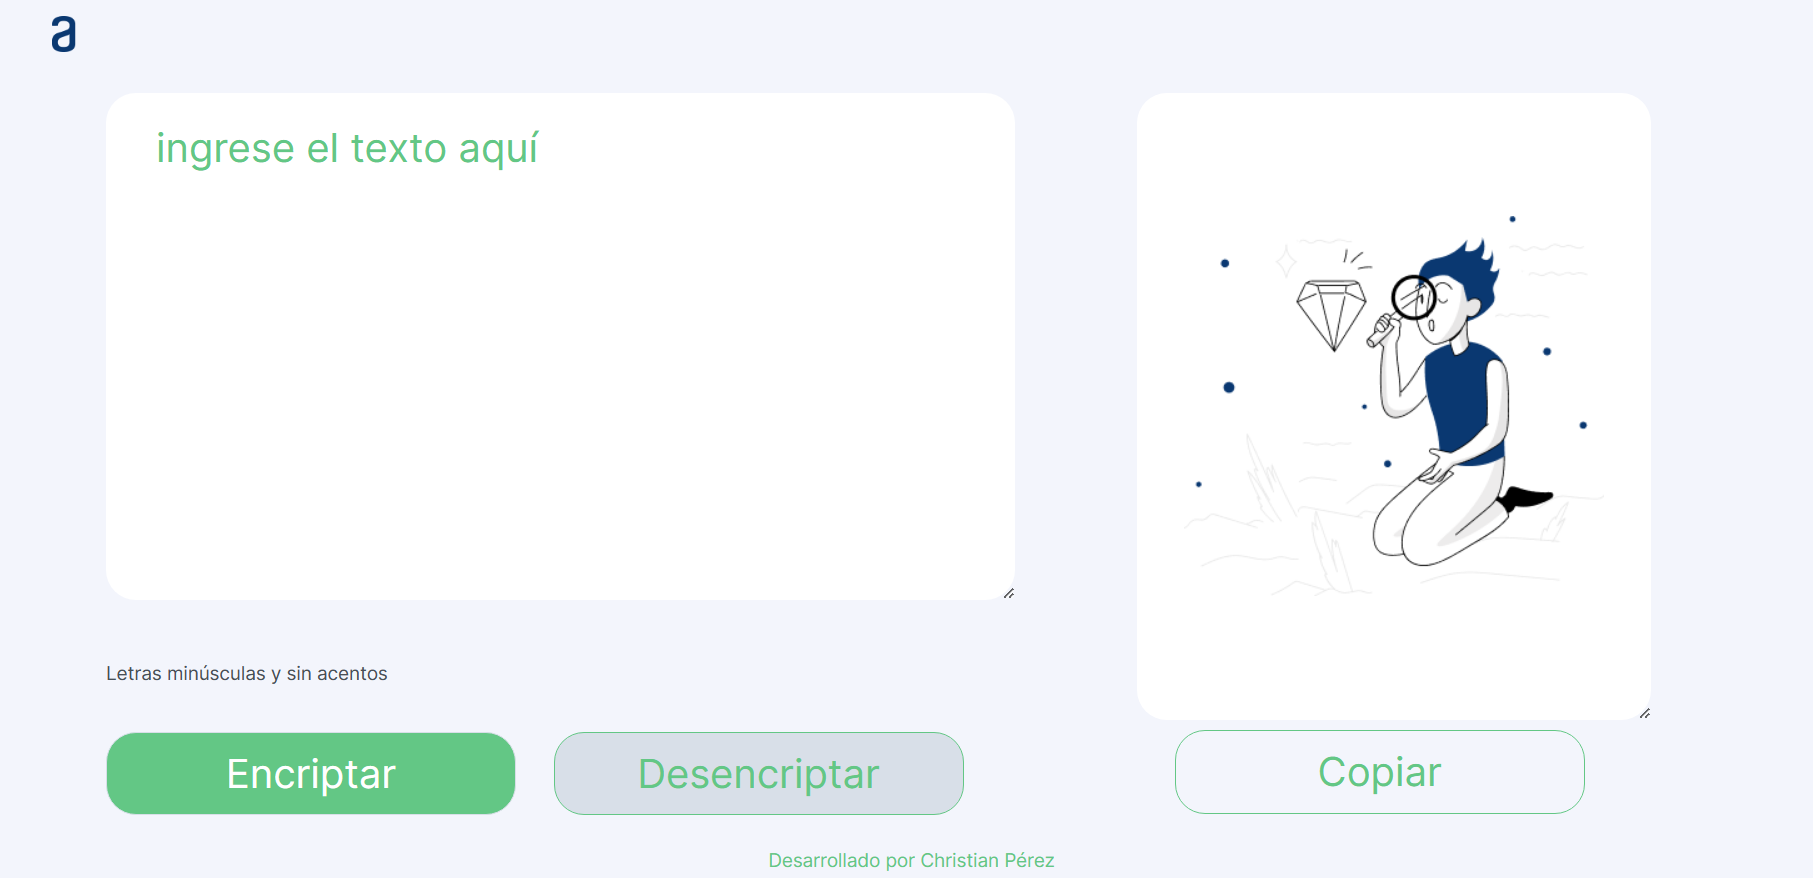 a
ingrese el texto aquí
Letras minúsculas y sin acentos
Encriptar
Desencriptar
Copiar
Desarrollado por Christian Pérez